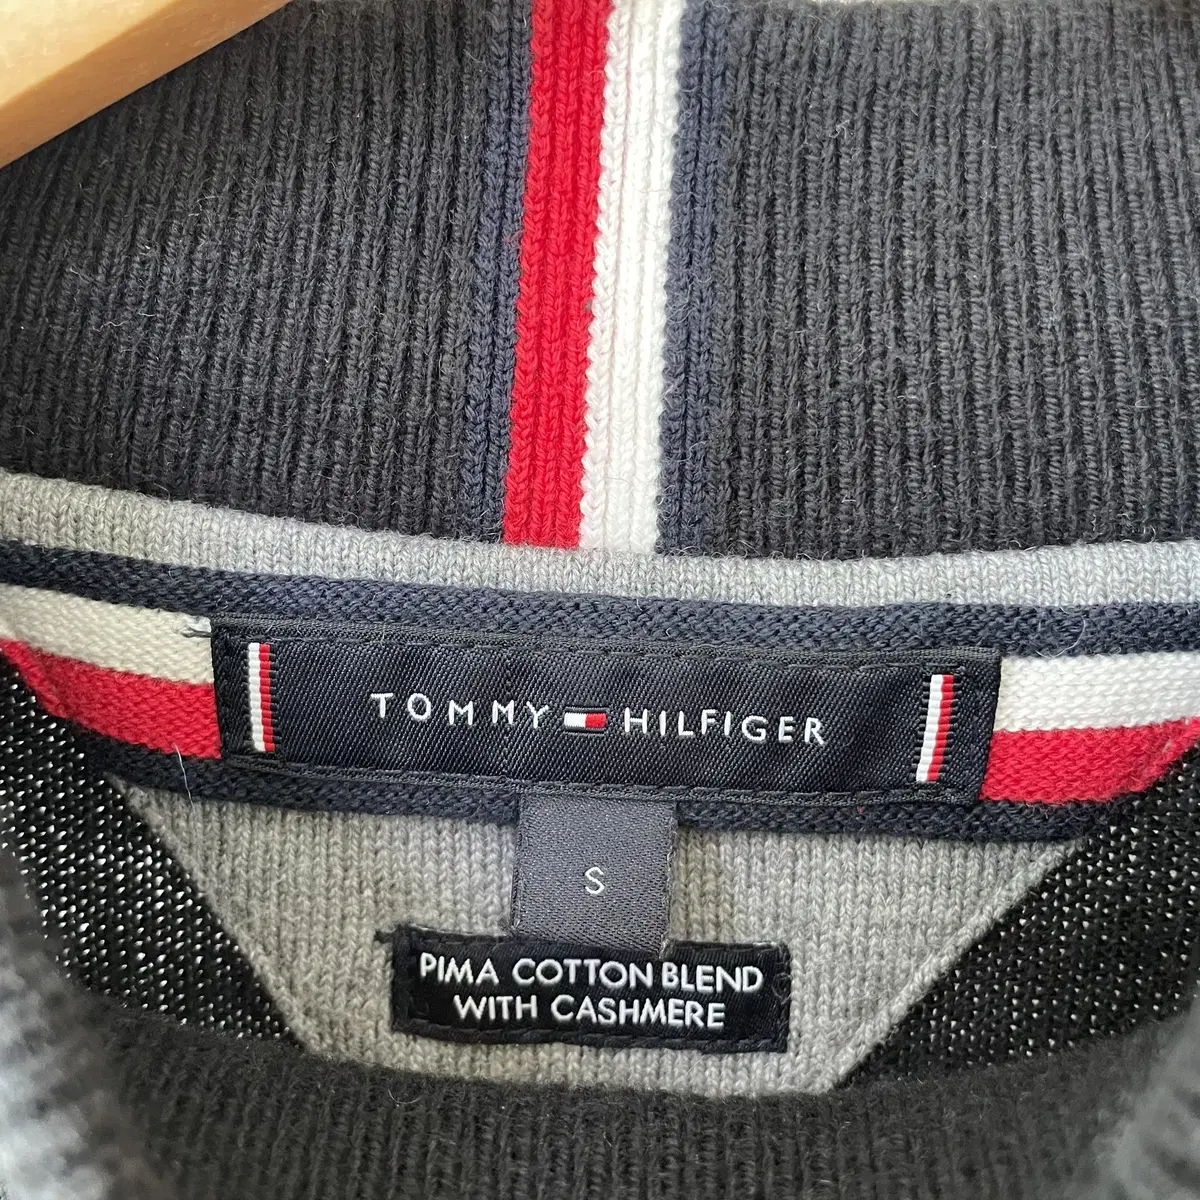 TOMMY HILFIGER
S
PIMA COTTON BLEND
WITH CASHMERE